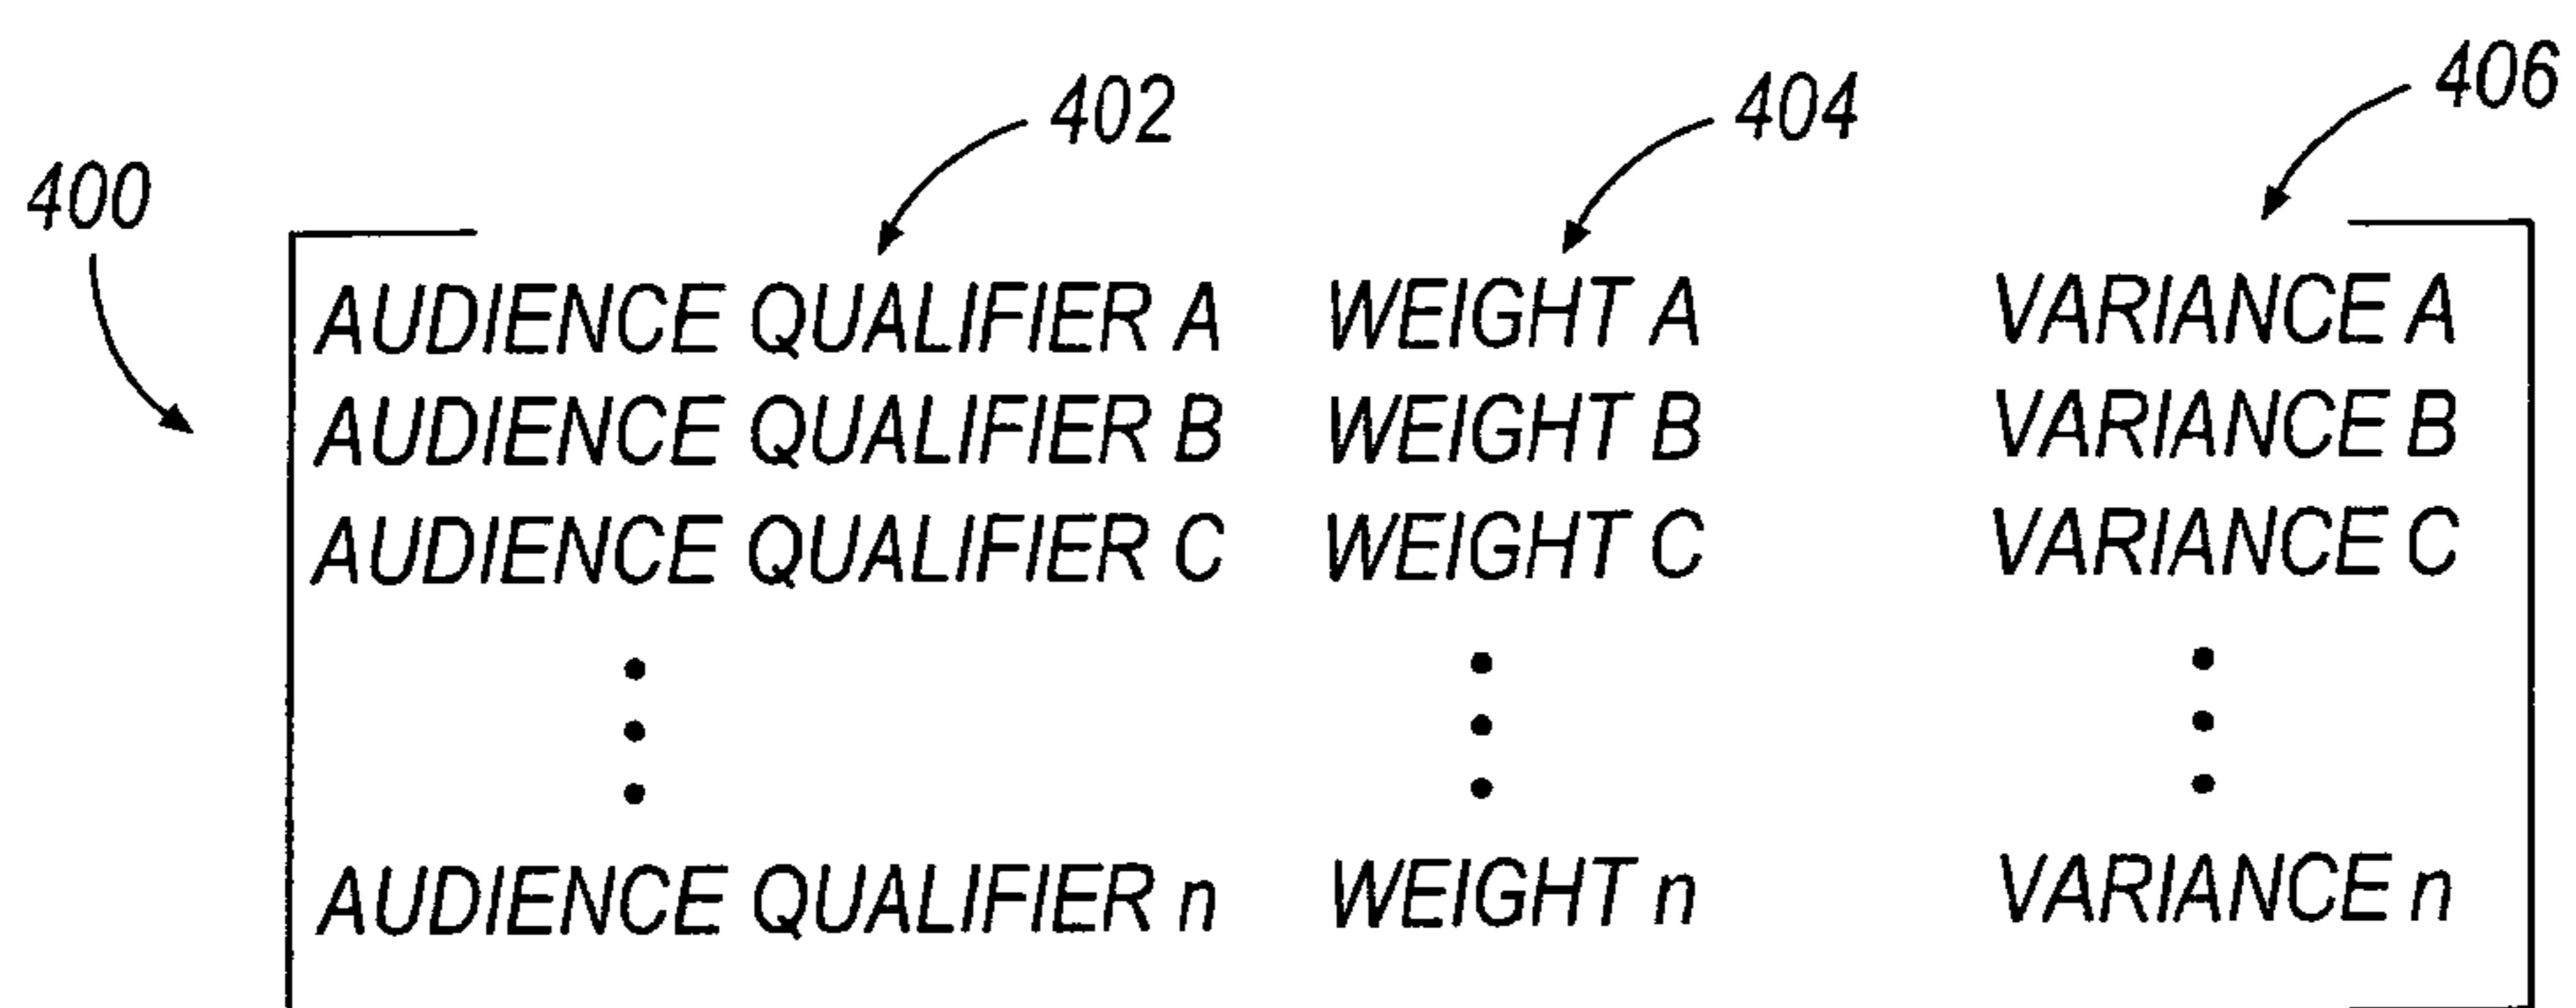 406
402
404
400
AUDIENCE QUALIFIER A WEIGHT A VARIANCE A
AUDIENCE QUALIFIER B WEIGHT B VARIANCE B
AUDIENCE QUALIFIER C WEIGHT C VARIANCE C
AUDIENCE QUALIFIER n WEIGHT n VARIANCE n